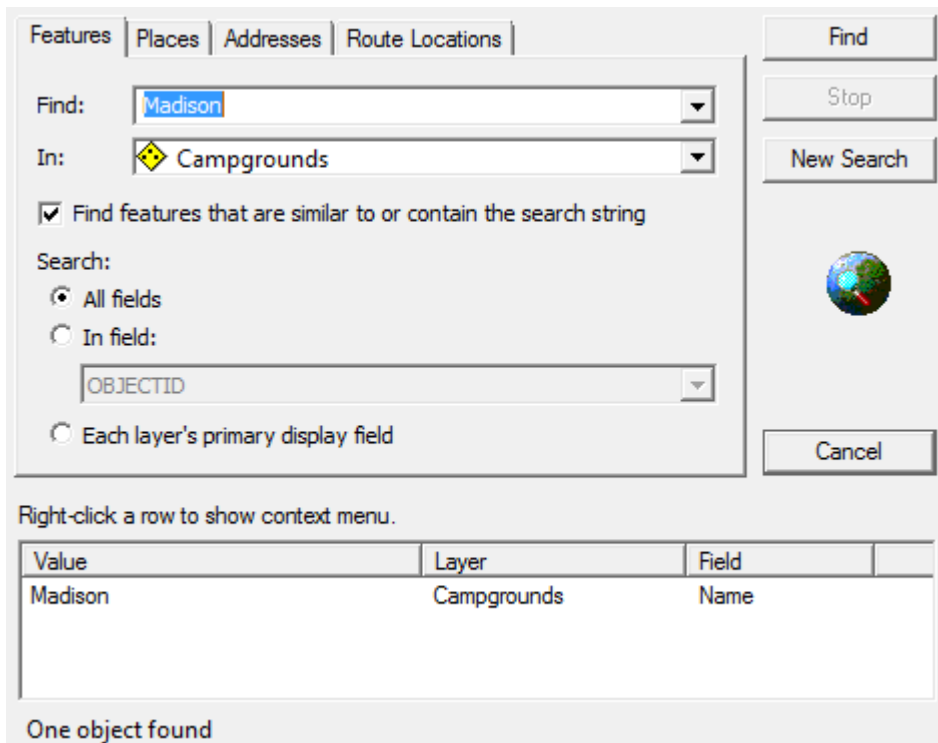 Features Places Addresses Route Locations
Find
Find: Madison
Stop
In: Campgrounds
New Search
Find features that are similar to or contain the search string
Search:
All fields
In field:
OBJECTID
Each layer's primary display field
Cancel
Right-click a row to show context menu.
Value Layer Field
Madison Campgrounds Name
One object found